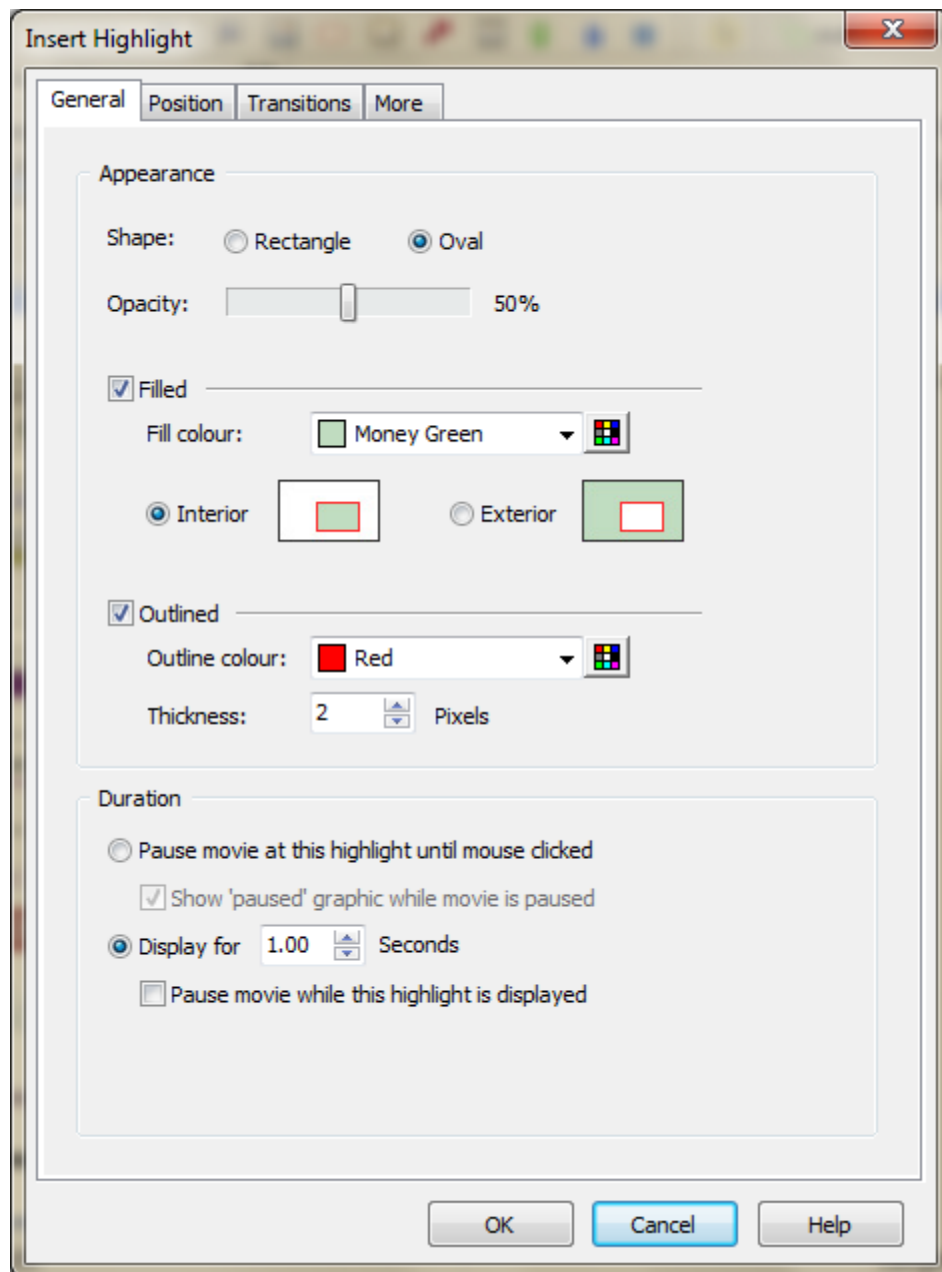 Insert Highlight
General Position Transitions More
Appearance
Shape: Rectangle Oval
Opacity: 50%
Filled
Fill colour: Money Green
Interior Exterior
Outlined
Outline colour: Red
Thickness: 2 Pixels
Duration
Pause movie at this highlight until mouse clicked
Show 'paused' graphic while movie is paused
Display for 1.00 Seconds
Pause movie while this highlight is displayed
OK Cancel Help